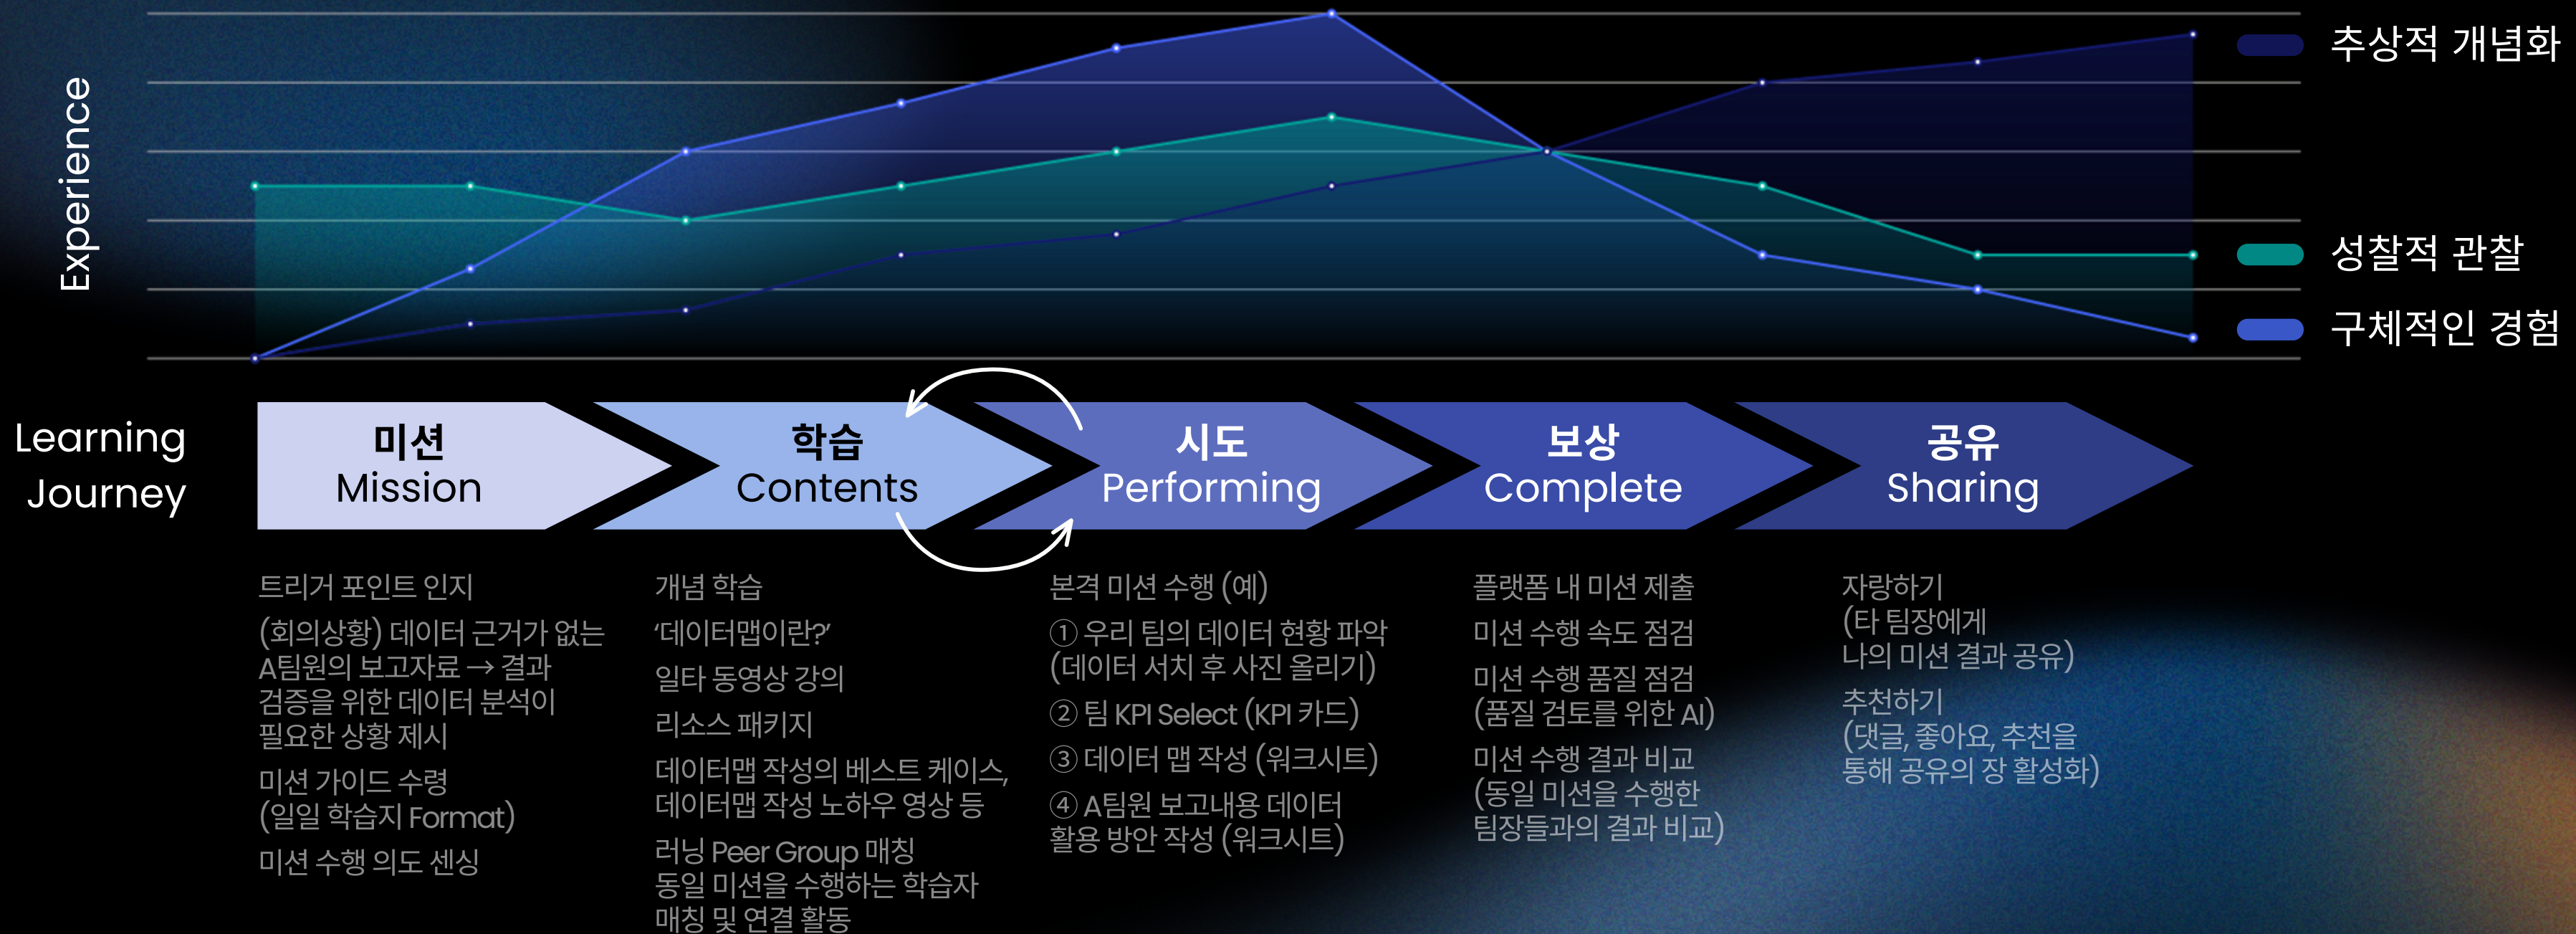 Experience
추상적 개념화
성찰적 관찰
구체적인 경험
Learning
Journey
미션
Mission
학습
Contents
시도
Performing
보상
Complete
공유
Sharing
트리거 포인트 인지
(회의상황) 데이터 근거가 없는
A팀원의 보고자료 → 결과
검증을 위한 데이터 분석이
필요한 상황 제시
미션 가이드 수령
(일일 학습지 Format)
미션 수행 의도 센싱
개념 학습
‘데이터맵이란?’
일타 동영상 강의
리소스 패키지
데이터맵 작성의 베스트 케이스,
데이터맵 작성 노하우 영상 등
러닝 Peer Group 매칭
동일 미션을 수행하는 학습자
매칭 및 연결 활동
본격 미션 수행 (예)
① 우리 팀의 데이터 현황 파악
(데이터 서치 후 사진 올리기)
② 팀 KPI Select (KPI 카드)
③ 데이터 맵 작성 (워크시트)
④ A팀원 보고내용 데이터
활용 방안 작성 (워크시트)
플랫폼 내 미션 제출
미션 수행 속도 점검
미션 수행 품질 점검
(품질 검토를 위한 AI)
미션 수행 결과 비교
(동일 미션을 수행한
팀장들과의 결과 비교)
자랑하기
(타 팀장에게
나의 미션 결과 공유)
추천하기
(댓글, 좋아요, 추천을
통해 공유의 장 활성화)